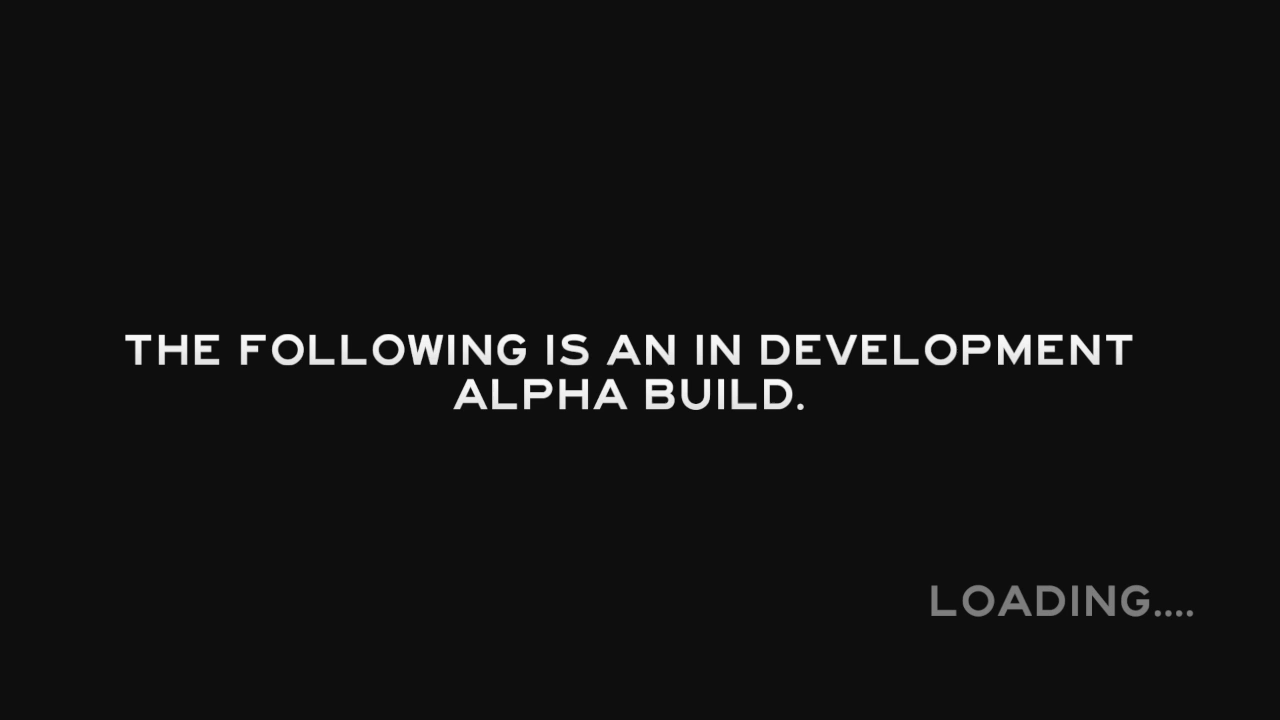 THE FOLLOWING IS AN IN DEVELOPMENT
ALPHA BUILD.
LOADING....